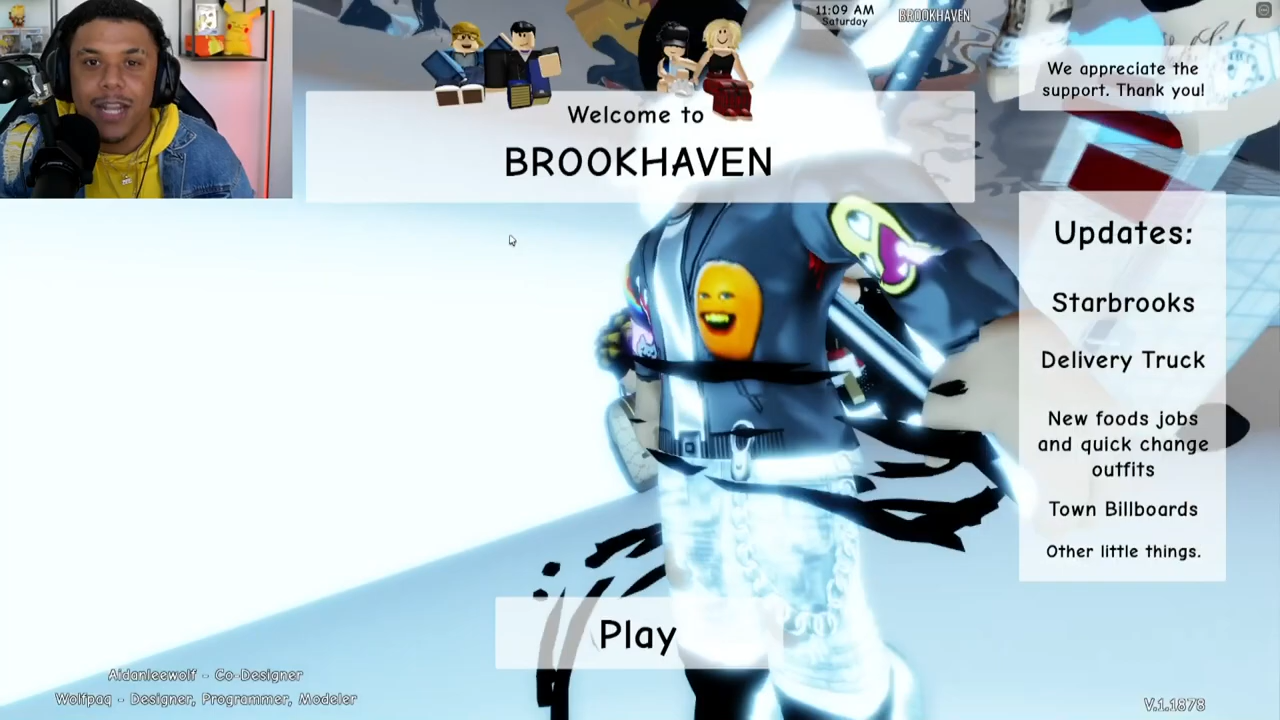 11:09 AM
Saturday
BROOKHAVEN
We appreciate the
support. Thank you!
Welcome to
BROOKHAVEN
Updates:
Starbrooks
Delivery Truck
New foods jobs
and quick change
outfits
Town Billboards
Other little things.
Play
Aidanleewolf - Co-Designer
Wolfpaq - Designer, Programmer, Modeler
V.1.1878